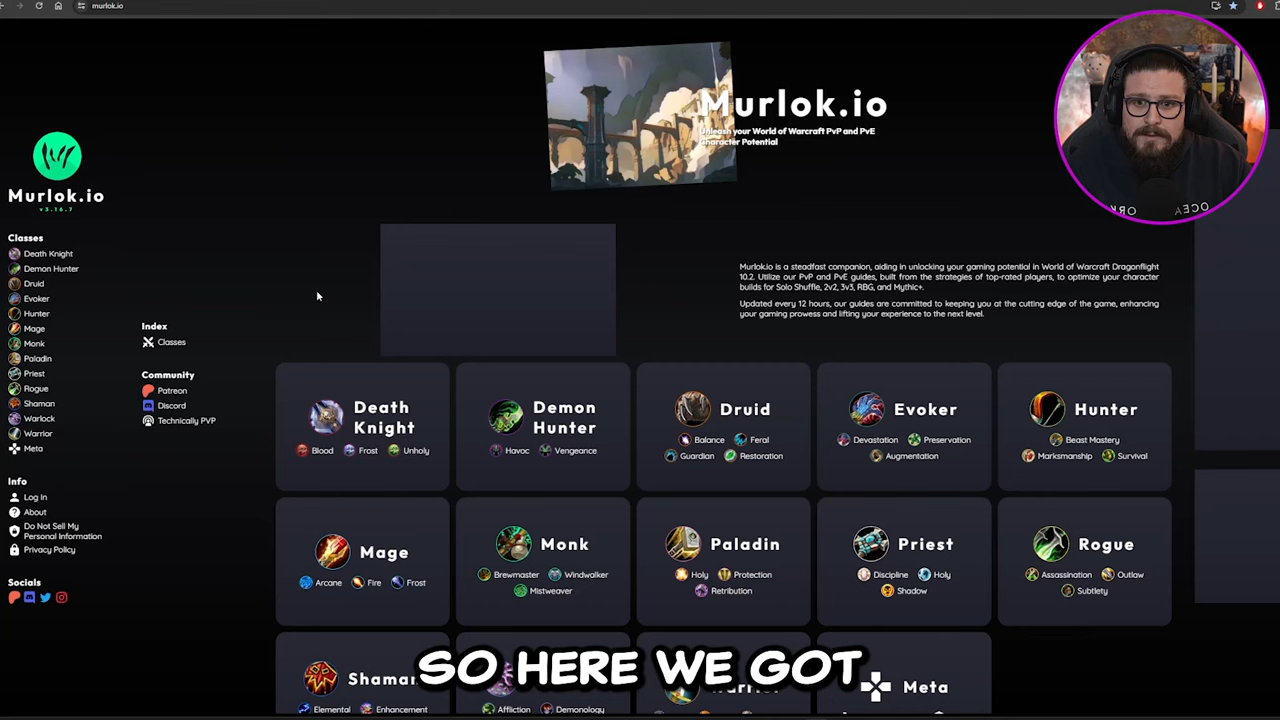 murlok.io
Murlok.io
Unleash your World of Warcraft PvP and PvE
Character Potential
Murlok.io
v3.16.7
Classes
Death Knight
Demon Hunter
Druid
Evoker
Hunter
Mage
Monk
Paladin
Priest
Rogue
Shaman
Warlock
Warrior
Meta
Index
Classes
Community
Patreon
Discord
Technically PVP
Info
Log In
About
Do Not Sell My
Personal Information
Privacy Policy
Socials
Murlok.io is a steadfast companion, aiding in unlocking your gaming potential in World of Warcraft Dragonflight
10.2. Utilize our PvP and PvE guides, built from the strategies of top-rated players, to optimize your character
builds for Solo Shuffle, 2v2, 3v3, RBG, and Mythic+.
Updated every 12 hours, our guides are committed to keeping you at the cutting edge of the game, enhancing
your gaming prowess and lifting your experience to the next level.
Death
Knight
Blood Frost Unholy
Demon
Hunter
Havoc Vengeance
Druid
Balance Feral
Guardian Restoration
Evoker
Devastation Preservation
Augmentation
Hunter
Beast Mastery
Marksmanship Survival
Mage
Arcane Fire Frost
Monk
Brewmaster Windwalker
Mistweaver
Paladin
Holy Protection
Retribution
Priest
Discipline Holy
Shadow
Rogue
Assassination Outlaw
Subtlety
Shaman
Elemental Enhancement
Affliction Demonology
Warrior
Meta
SO HERE WE GOT